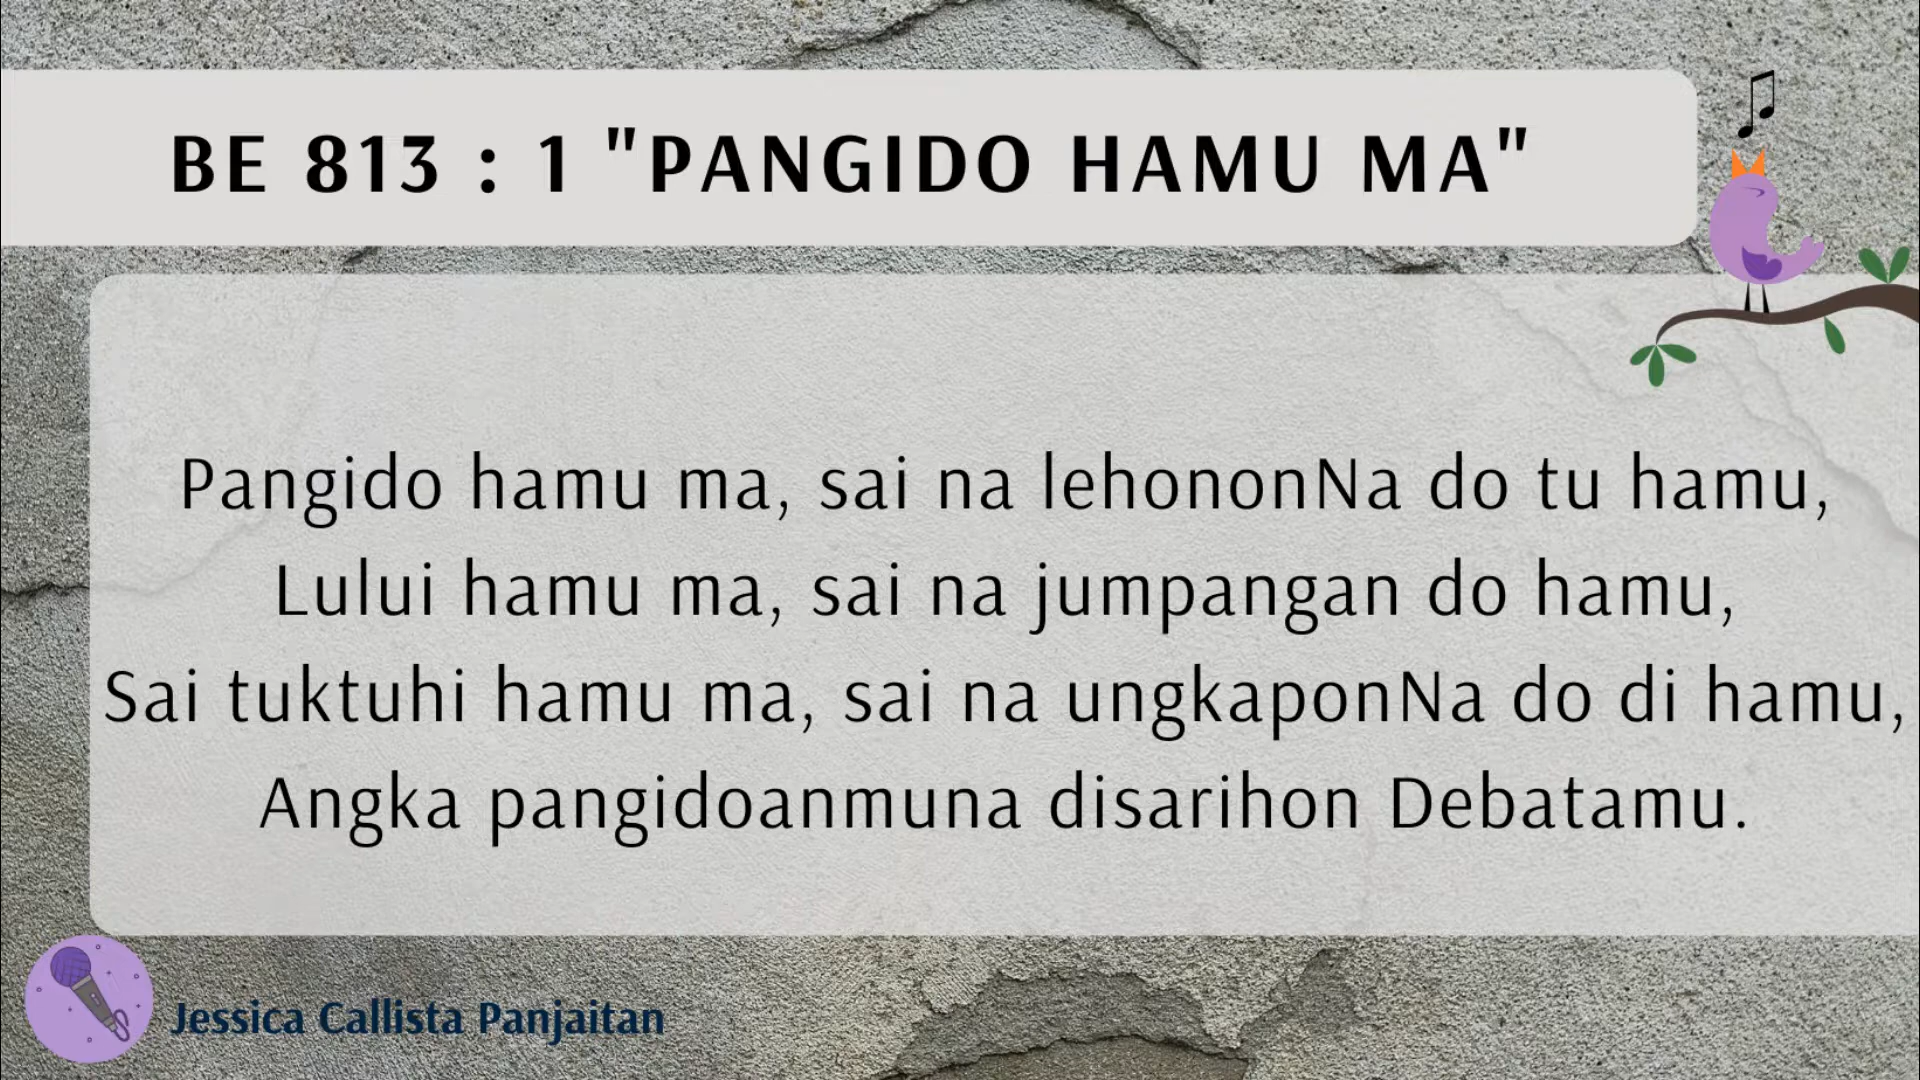 BE 813 : 1 "PANGIDO HAMU MA"
Pangido hamu ma, sai na lehononNa do tu hamu,
Lului hamu ma, sai na jumpangan do hamu,
Sai tuktuhi hamu ma, sai na ungkaponNa do di hamu,
Angka pangidoanmuna disarihon Debatamu.
Jessica Callista Panjaitan